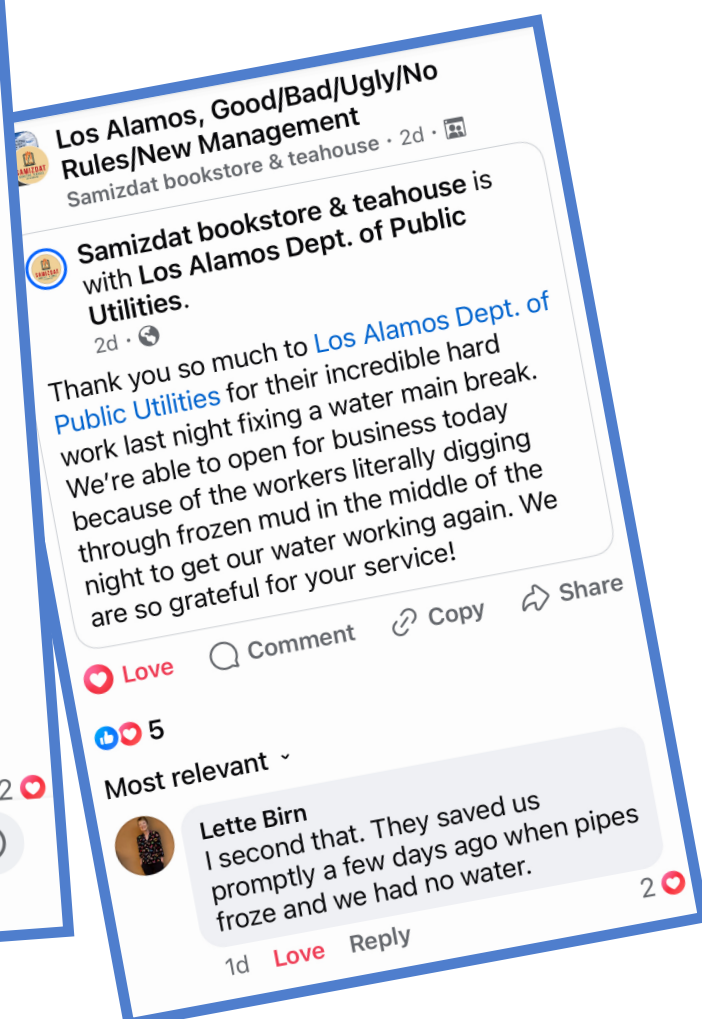 Los Alamos, Good/Bad/Ugly/No
Rules/New Management
Samizdat bookstore & teahouse · 2d ·
Samizdat bookstore & teahouse is
with Los Alamos Dept. of Public
Utilities.
2d ·
Thank you so much to Los Alamos Dept. of
Public Utilities for their incredible hard
work last night fixing a water main break.
We’re able to open for business today
because of the workers literally digging
through frozen mud in the middle of the
night to get our water working again. We
are so grateful for your service!
Love Comment Copy Share
5
Most relevant
Lette Birn
I second that. They saved us
promptly a few days ago when pipes
froze and we had no water.
1d Love Reply 2
2